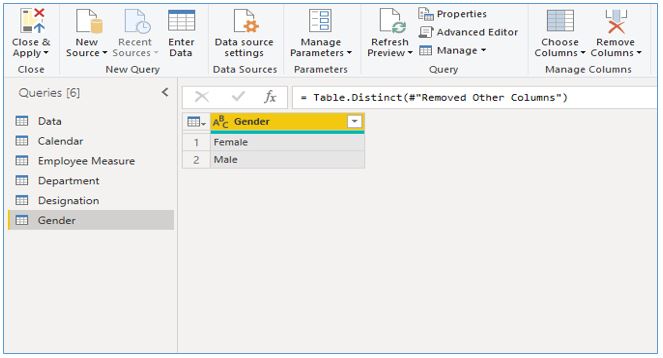 Close &
Apply
New
Source
Recent
Sources
Enter
Data
Data source
settings
Manage
Parameters
Refresh
Preview
Properties
Advanced Editor
Manage
Choose
Columns
Remove
Columns
Close
New Query
Data Sources
Parameters
Query
Manage Columns
Queries [6]
fx
= Table.Distinct(#"Removed Other Columns")
Data
Calendar
Employee Measure
Department
Designation
Gender
ABC Gender
1 Female
2 Male